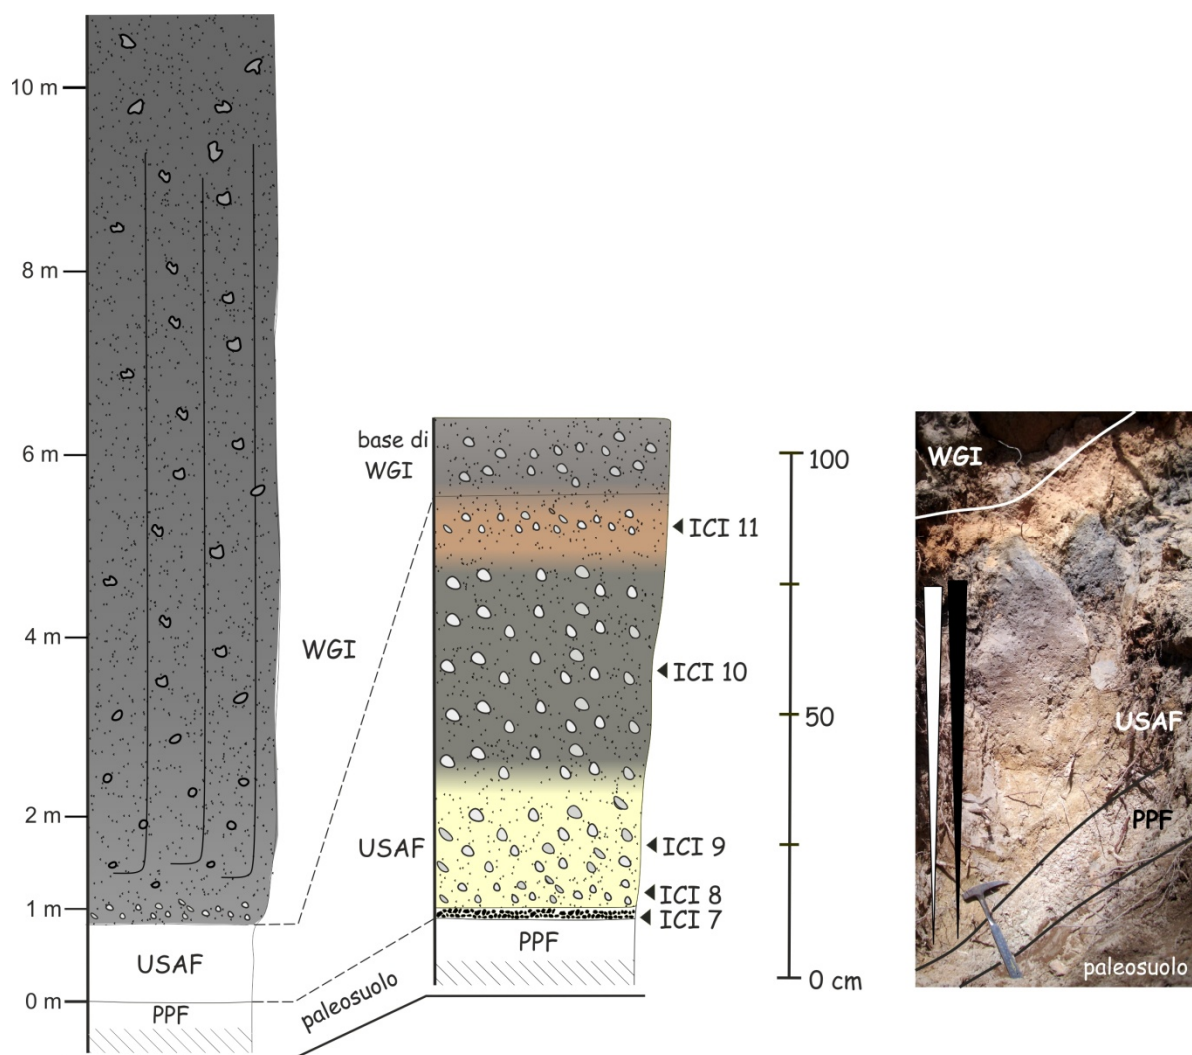 10 m
8 m
6 m
4 m
2 m
1 m
0 m
WGI
USAF
PPF
base di
WGI
USAF
PPF
paleosuolo
ICI 11
ICI 10
ICI 9
ICI 8
ICI 7
100
50
0 cm
WGI
USAF
PPF
paleosuolo